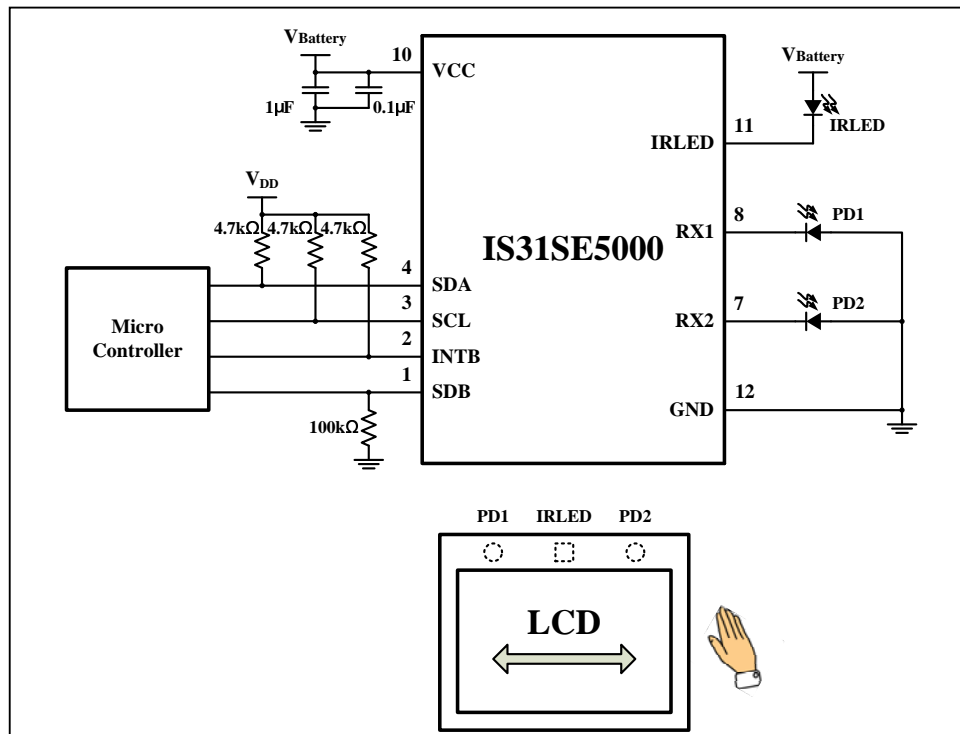 VBattery
10
VCC
1µF
0.1µF
VDD
4.7kΩ 4.7kΩ 4.7kΩ
Micro
Controller
4
SDA
3
SCL
2
INTB
1
SDB
100kΩ
IS31SE5000
VBattery
IRLED
11
IRLED
8
RX1
PD1
7
RX2
PD2
12
GND
PD1 IRLED PD2
LCD